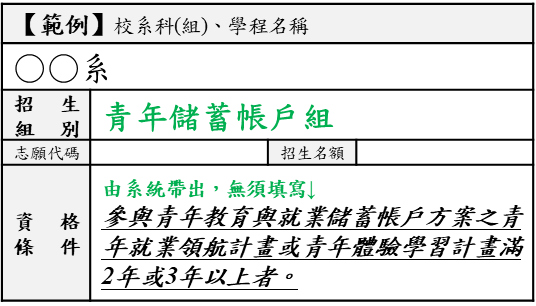 【範例】校系科(組)、學程名稱
○○系
招 生
組 別
青年儲蓄帳戶組
志願代碼
招生名額
資 格
條 件
由系統帶出，無須填寫↓
參與青年教育與就業儲蓄帳戶方案之青
年就業領航計畫或青年體驗學習計畫滿
2年或3年以上者。